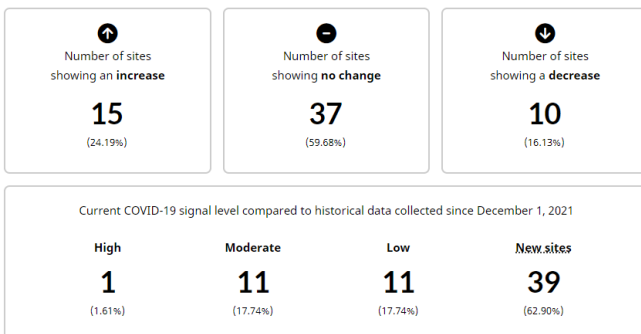 Number of sites
showing an increase
15
(24.19%)
Number of sites
showing no change
37
(59.68%)
Number of sites
showing a decrease
10
(16.13%)
Current COVID-19 signal level compared to historical data collected since December 1, 2021
High
1
(1.61%)
Moderate
11
(17.74%)
Low
11
(17.74%)
New sites
39
(62.90%)